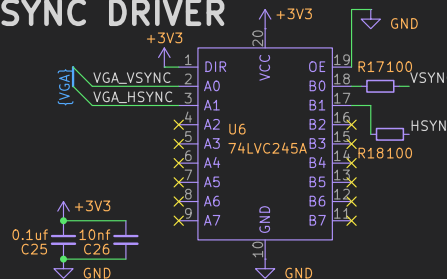 SYNC DRIVER
+3V3
+3V3
GND
20
VCC
1 DIR
OE 19
{VGA}
VGA_VSYNC 2 A0
B0 18 R17 100 VSYN
VGA_HSYNC 3 A1
B1 17 HSYN
4 A2
B2 16
R18 100
U6
74LVC245A
5 A3
B3 15
6 A4
B4 14
7 A5
B5 13
8 A6
B6 12
9 A7
B7 11
GND
10
GND
+3V3
0.1uf
C25
10nf
C26
GND